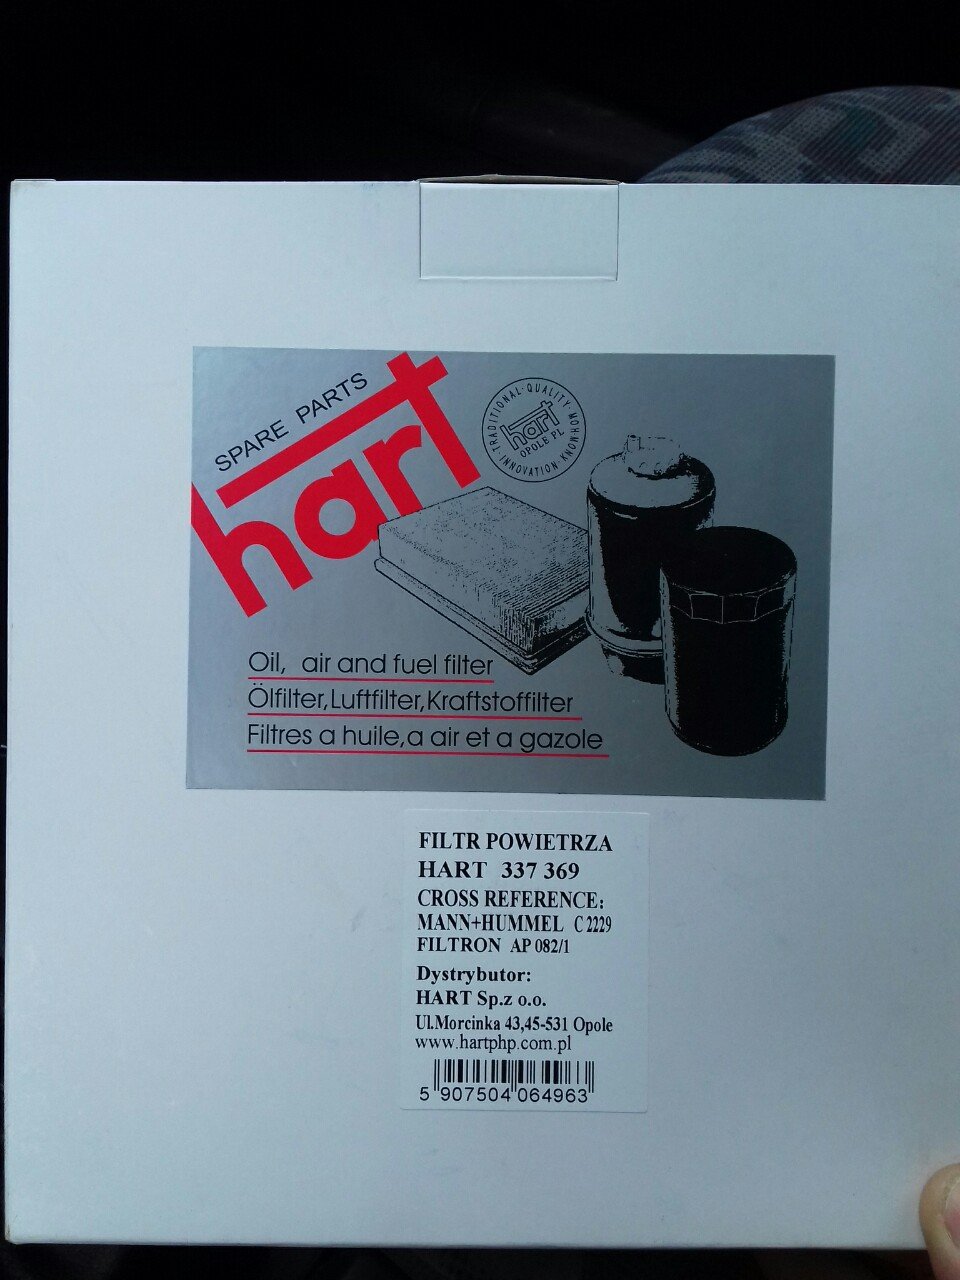 SPARE PARTS
hart
TRADITIONAL · QUALITY · KNOW-HOW · INNOVATION
hart
OPOLE PL
Oil, air and fuel filter
Ölfilter,Luftfilter,Kraftstoffilter
Filtres a huile,a air et a gazole
FILTR POWIETRZA
HART 337 369
CROSS REFERENCE:
MANN+HUMMEL C 2229
FILTRON AP 082/1
Dystrybutor:
HART Sp.z o.o.
Ul.Morcinka 43,45-531 Opole
www.hartphp.com.pl
5 907504 064963